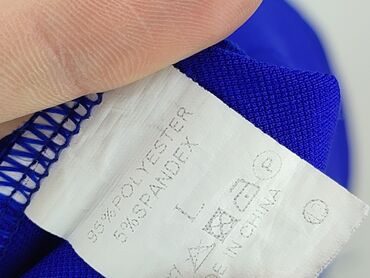 95% POLYESTER
5% SPANDEX
L
P
MADE IN CHINA